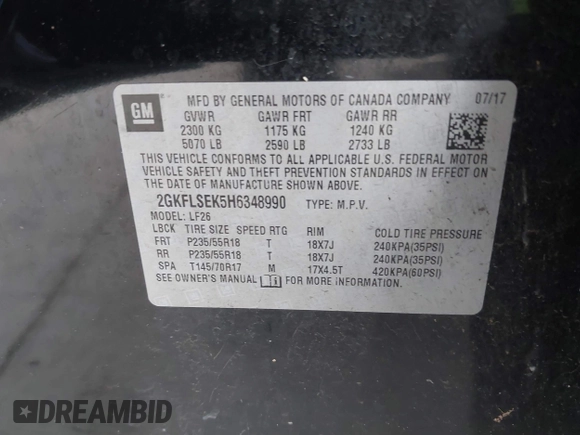 GM
MFD BY GENERAL MOTORS OF CANADA COMPANY 07/17
GVWR GAWR FRT GAWR RR
2300 KG 1175 KG 1240 KG
5070 LB 2590 LB 2733 LB
THIS VEHICLE CONFORMS TO ALL APPLICABLE U.S. FEDERAL MOTOR
VEHICLE SAFETY AND THEFT PREVENTION STANDARDS IN EFFECT ON
THE DATE OF MANUFACTURE SHOWN ABOVE.
2GKFLSEK5H6348990 TYPE: M.P.V.
MODEL: LF26
LBCK TIRE SIZE SPEED RTG RIM COLD TIRE PRESSURE
FRT P235/55R18 T 18X7J 240KPA(35PSI)
RR P235/55R18 T 18X7J 240KPA(35PSI)
SPA T145/70R17 M 17X4.5T 420KPA(60PSI)
SEE OWNER'S MANUAL FOR MORE INFORMATION.
DREAMBID